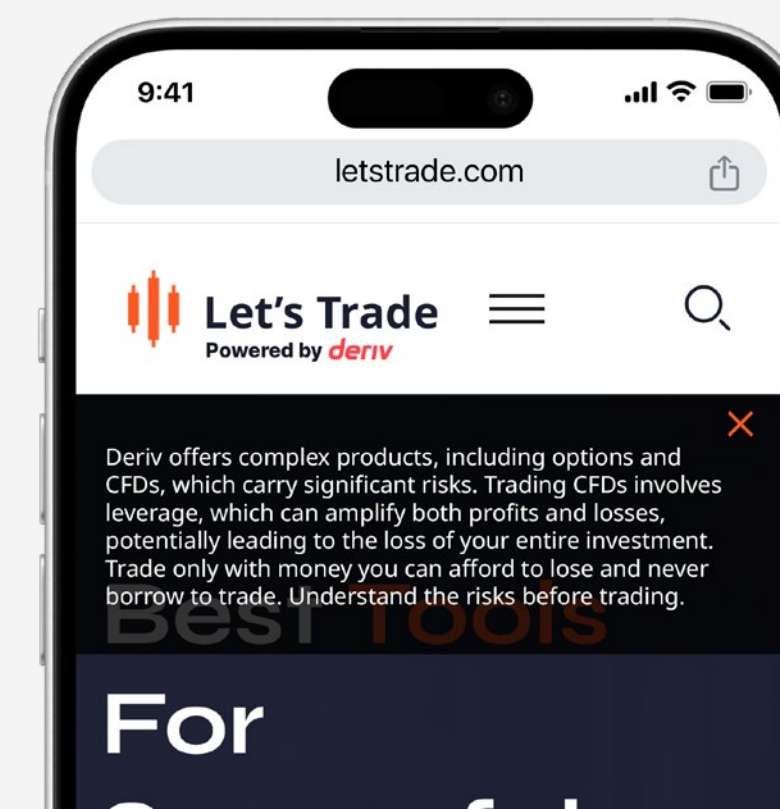 9:41
letstrade.com
Let's Trade
Powered by deriv
Deriv offers complex products, including options and
CFDs, which carry significant risks. Trading CFDs involves
leverage, which can amplify both profits and losses,
potentially leading to the loss of your entire investment.
Trade only with money you can afford to lose and never
borrow to trade. Understand the risks before trading.
Best Tools
For